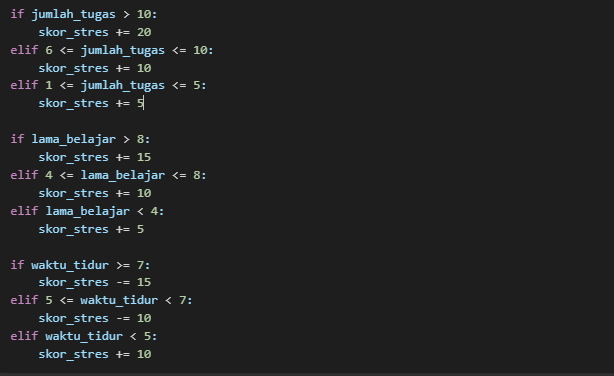 if jumlah_tugas > 10:
    skor_stres += 20
elif 6 <= jumlah_tugas <= 10:
    skor_stres += 10
elif 1 <= jumlah_tugas <= 5:
    skor_stres += 5

if lama_belajar > 8:
    skor_stres += 15
elif 4 <= lama_belajar <= 8:
    skor_stres += 10
elif lama_belajar < 4:
    skor_stres += 5

if waktu_tidur >= 7:
    skor_stres -= 15
elif 5 <= waktu_tidur < 7:
    skor_stres -= 10
elif waktu_tidur < 5:
    skor_stres += 10